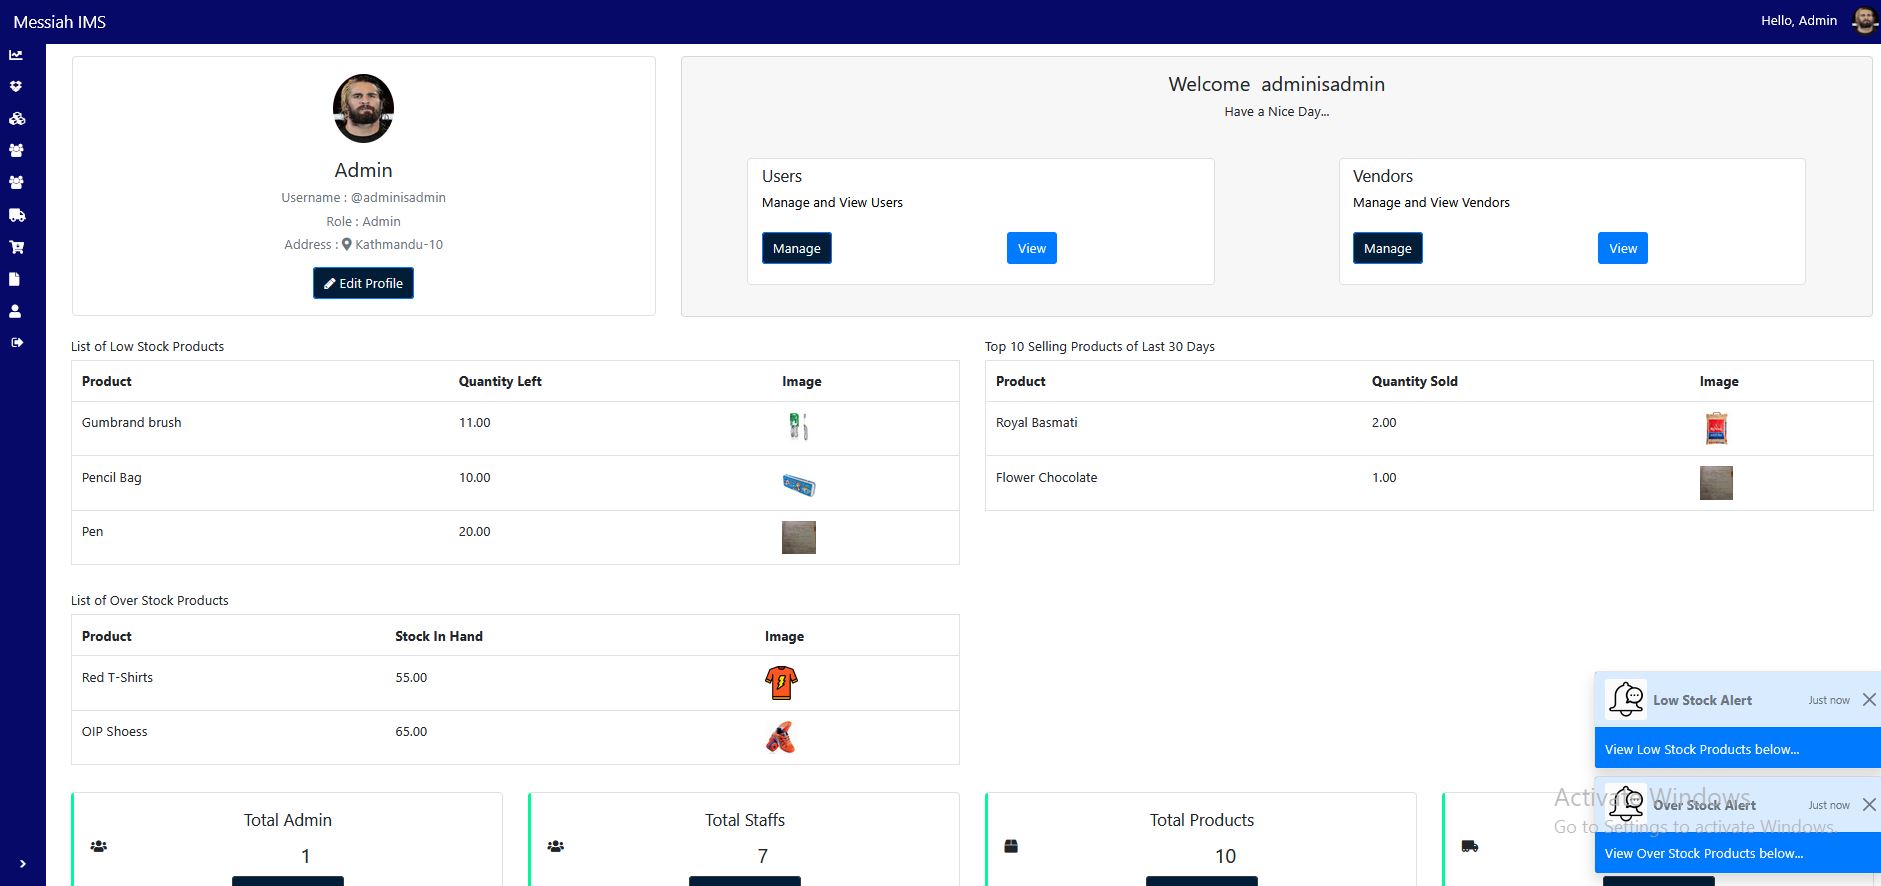 Messiah IMS
Hello, Admin
Admin
Username : @adminisadmin
Role : Admin
Address : Kathmandu-10
Edit Profile
Welcome adminisadmin
Have a Nice Day...
Users
Manage and View Users
Manage View
Vendors
Manage and View Vendors
Manage View
List of Low Stock Products
Product Quantity Left Image
Gumbrand brush 11.00
Pencil Bag 10.00
Pen 20.00
Top 10 Selling Products of Last 30 Days
Product Quantity Sold Image
Royal Basmati 2.00
Flower Chocolate 1.00
List of Over Stock Products
Product Stock In Hand Image
Red T-Shirts 55.00
OIP Shoess 65.00
Total Admin
1
Total Staffs
7
Total Products
10
Low Stock Alert Just now
View Low Stock Products below...
Over Stock Alert Just now
View Over Stock Products below...
Activate Windows
Go to Settings to activate Windows.